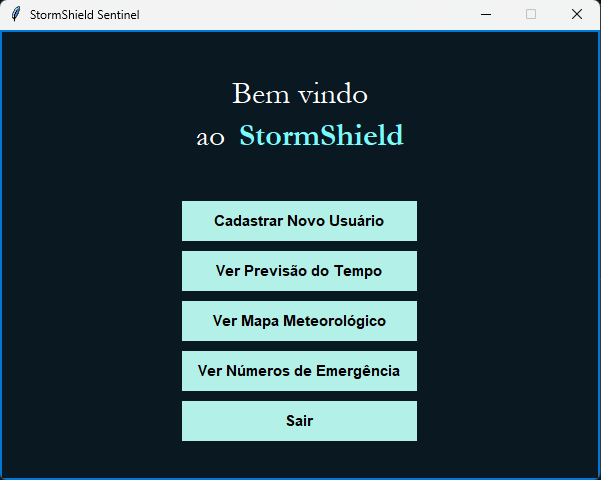 StormShield Sentinel
Bem vindo
ao StormShield
Cadastrar Novo Usuário
Ver Previsão do Tempo
Ver Mapa Meteorológico
Ver Números de Emergência
Sair